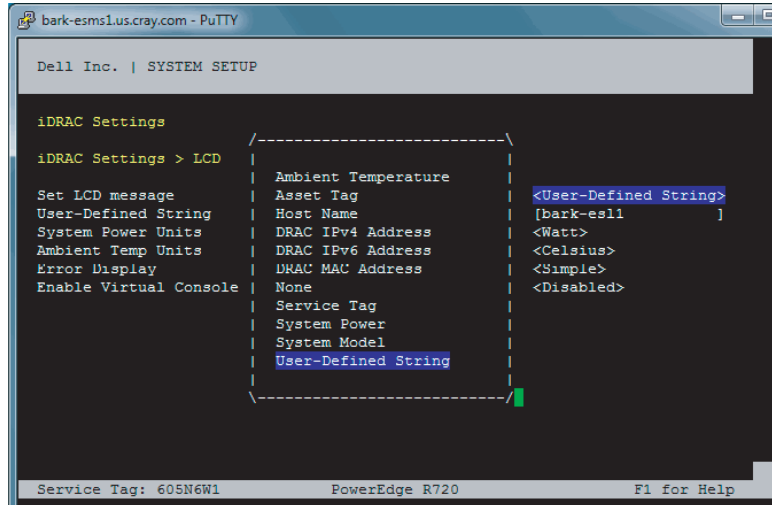 bark-esms1.us.cray.com - PuTTY
Dell Inc. | SYSTEM SETUP
iDRAC Settings
iDRAC Settings > LCD
Ambient Temperature
Set LCD message | Asset Tag | <User-Defined String>
User-Defined String | Host Name | [bark-esl1 ]
System Power Units | DRAC IPv4 Address | <Watt>
Ambient Temp Units | DRAC IPv6 Address | <Celsius>
Error Display | DRAC MAC Address | <Simple>
Enable Virtual Console | None | <Disabled>
Service Tag
System Power
System Model
User-Defined String
Service Tag: 605N6W1 PowerEdge R720 F1 for Help